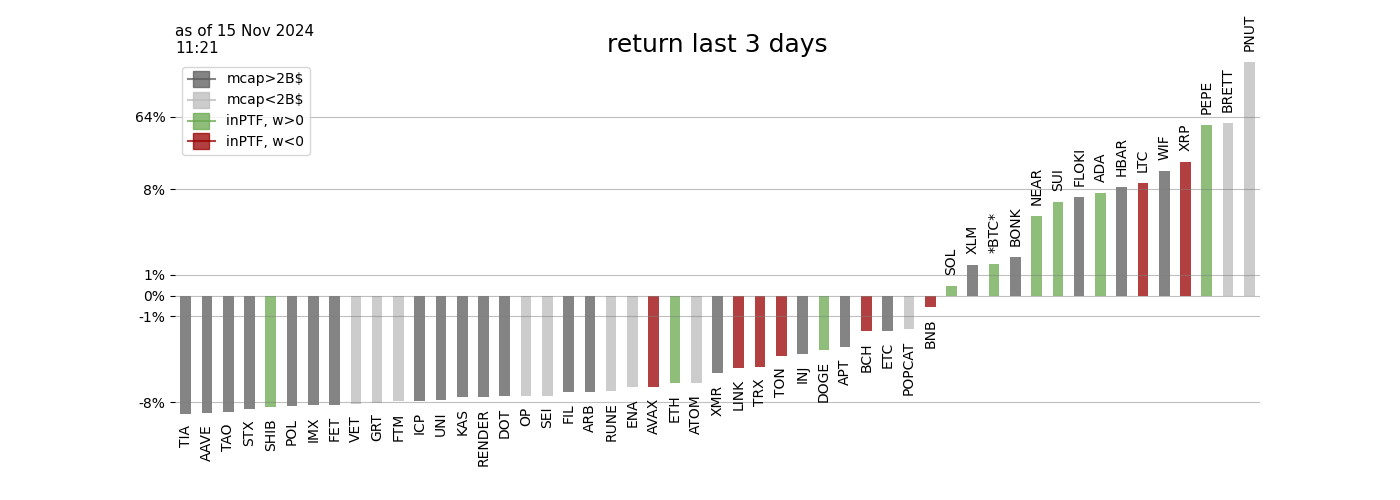 as of 15 Nov 2024
11:21
return last 3 days
mcap>2B$
mcap<2B$
inPTF, w>0
inPTF, w<0
64%
8%
1%
0%
-1%
-8%
TIA
AAVE
TAO
STX
SHIB
POL
IMX
FET
VET
GRT
FTM
ICP
UNI
KAS
RENDER
DOT
OP
SEI
FIL
ARB
RUNE
ENA
AVAX
ETH
ATOM
XMR
LINK
TRX
TON
INJ
DOGE
APT
BCH
ETC
POPCAT
BNB
SOL
XLM
*BTC*
BONK
NEAR
SUI
FLOKI
ADA
HBAR
LTC
WIF
XRP
PEPE
BRETT
PNUT